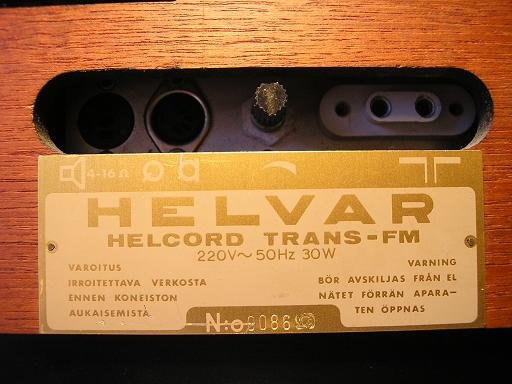 4-16 Ω
HELVAR
HELCORD TRANS-FM
220V~ 50Hz 30W
VAROITUS
IRROITETTAVA VERKOSTA
ENNEN KONEISTON
AUKAISEMISTA
VARNING
BÖR AVSKILJAS FRÅN EL
NÄTET FÖRRÄN APARA-
TEN ÖPPNAS
N:o